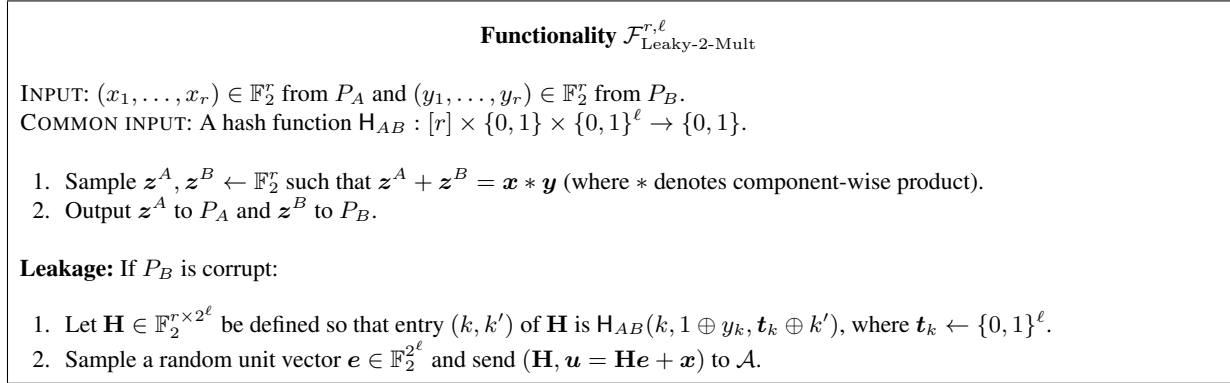 Functionality $\mathcal{F}^{r,\ell}_{\text{Leaky-2-Mult}}$
INPUT: $(x_1, \ldots, x_r) \in \mathbb{F}_2^r$ from $P_A$ and $(y_1, \ldots, y_r) \in \mathbb{F}_2^r$ from $P_B$.
COMMON INPUT: A hash function $\mathsf{H}_{AB} : [r] \times \{0, 1\} \times \{0, 1\}^\ell \to \{0, 1\}$.
1. Sample $\boldsymbol{z}^A, \boldsymbol{z}^B \leftarrow \mathbb{F}_2^r$ such that $\boldsymbol{z}^A + \boldsymbol{z}^B = \boldsymbol{x} * \boldsymbol{y}$ (where $*$ denotes component-wise product).
2. Output $\boldsymbol{z}^A$ to $P_A$ and $\boldsymbol{z}^B$ to $P_B$.
Leakage: If $P_B$ is corrupt:
1. Let $\mathbf{H} \in \mathbb{F}_2^{r \times 2^\ell}$ be defined so that entry $(k, k')$ of $\mathbf{H}$ is $\mathsf{H}_{AB}(k, 1 \oplus y_k, \boldsymbol{t}_k \oplus k')$, where $\boldsymbol{t}_k \leftarrow \{0, 1\}^\ell$.
2. Sample a random unit vector $\boldsymbol{e} \in \mathbb{F}_2^{2^\ell}$ and send $(\mathbf{H}, \boldsymbol{u} = \mathbf{H}\boldsymbol{e} + \boldsymbol{x})$ to $\mathcal{A}$.